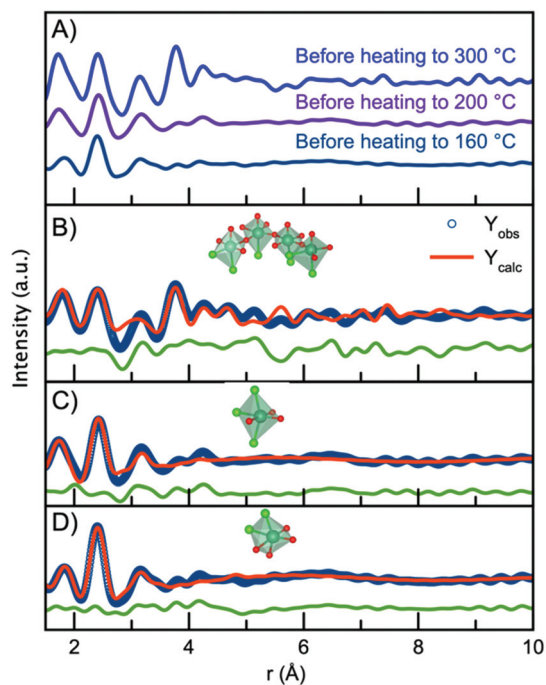 A)
Before heating to 300 °C
Before heating to 200 °C
Before heating to 160 °C
B)
Yobs
Ycalc
Intensity (a.u.)
C)
D)
2 4 6 8 10
r (Å)